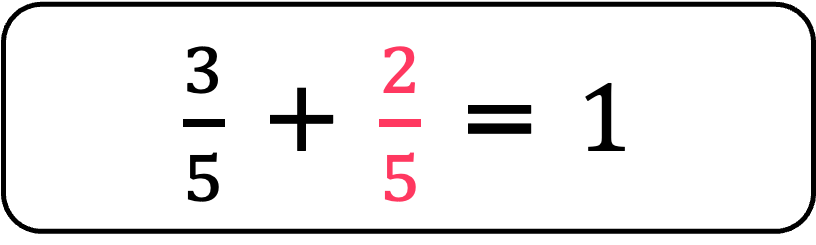 3/5 + 2/5 = 1